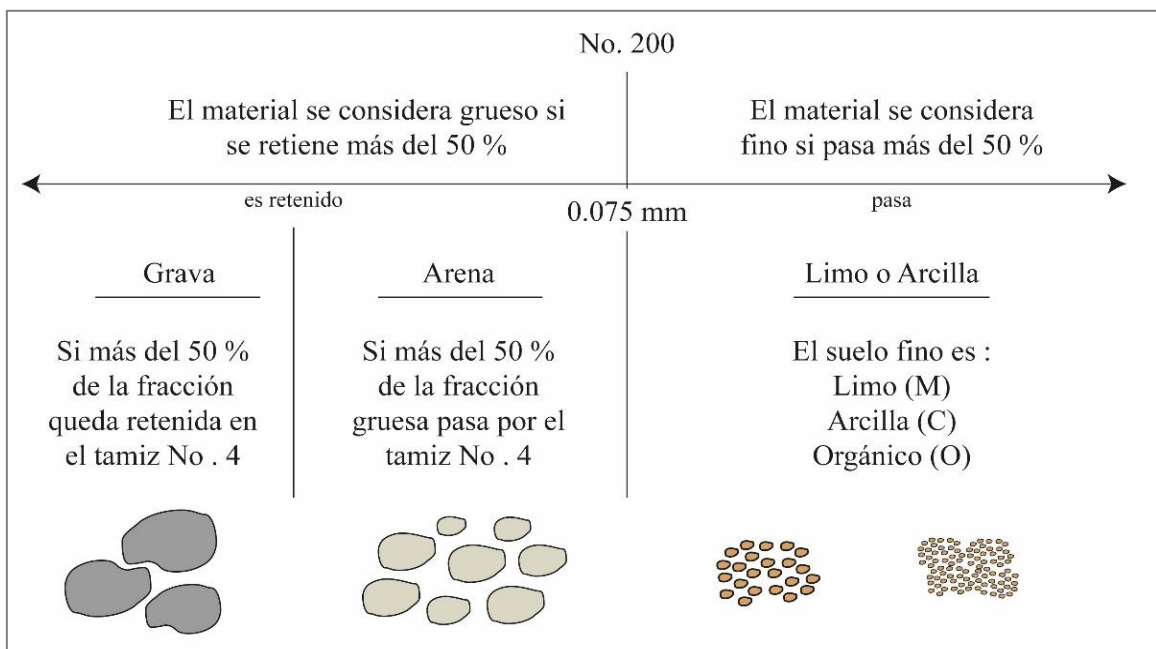 No. 200
El material se considera grueso si
se retiene más del 50 %
El material se considera
fino si pasa más del 50 %
es retenido
pasa
0.075 mm
Grava
Si más del 50 %
de la fracción
queda retenida en
el tamiz No . 4
Arena
Si más del 50 %
de la fracción
gruesa pasa por el
tamiz No . 4
Limo o Arcilla
El suelo fino es :
Limo (M)
Arcilla (C)
Orgánico (O)